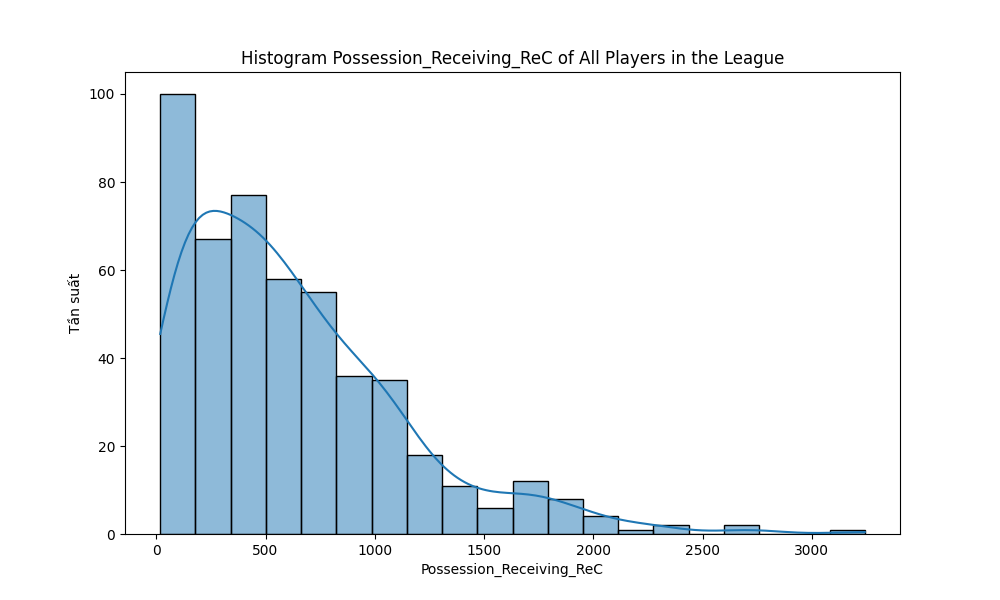 Histogram Possession_Receiving_ReC of All Players in the League
100
80
60
40
20
0
Tần suất
0 500 1000 1500 2000 2500 3000
Possession_Receiving_ReC